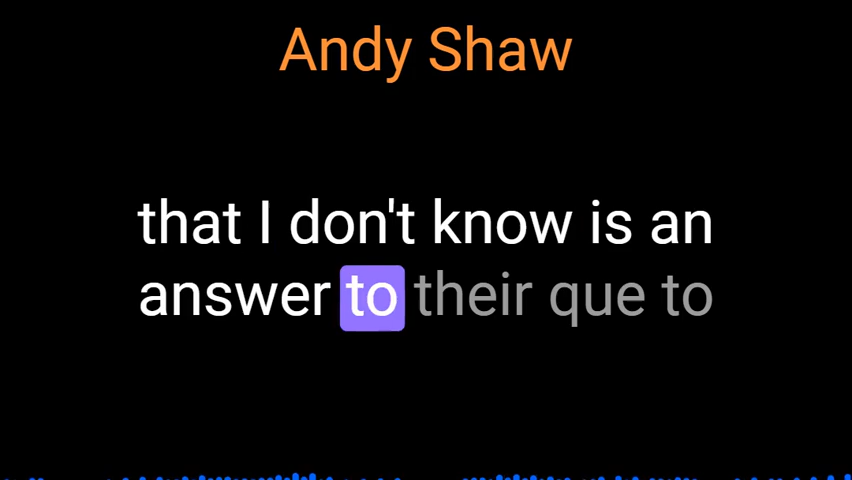 Andy Shaw
that I don't know is an
answer to their que to